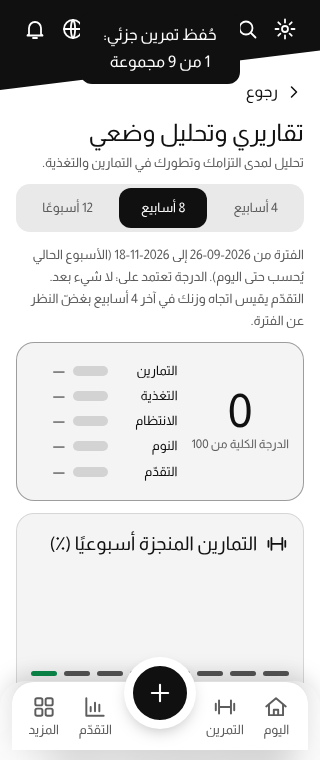 حُفظ تمرين جزئي:
1 من 9 مجموعة
رجوع
تقاريري وتحليل وضعي
تحليل لمدى التزامك وتطورك في التمارين والتغذية.
4 أسابيع
8 أسابيع
12 أسبوعًا
الفترة من 2026-09-26 إلى 2026-11-18 (الأسبوع الحالي
يُحسب حتى اليوم). الدرجة تعتمد على: لا شيء بعد.
التقدّم يقيس اتجاه وزنك في آخر 4 أسابيع بغضّ النظر
عن الفترة.
0
الدرجة الكلية من 100
التمارين —
التغذية —
الانتظام —
النوم —
التقدّم —
التمارين المنجزة أسبوعيًا (٪)
اليوم
التمرين
التقدّم
المزيد